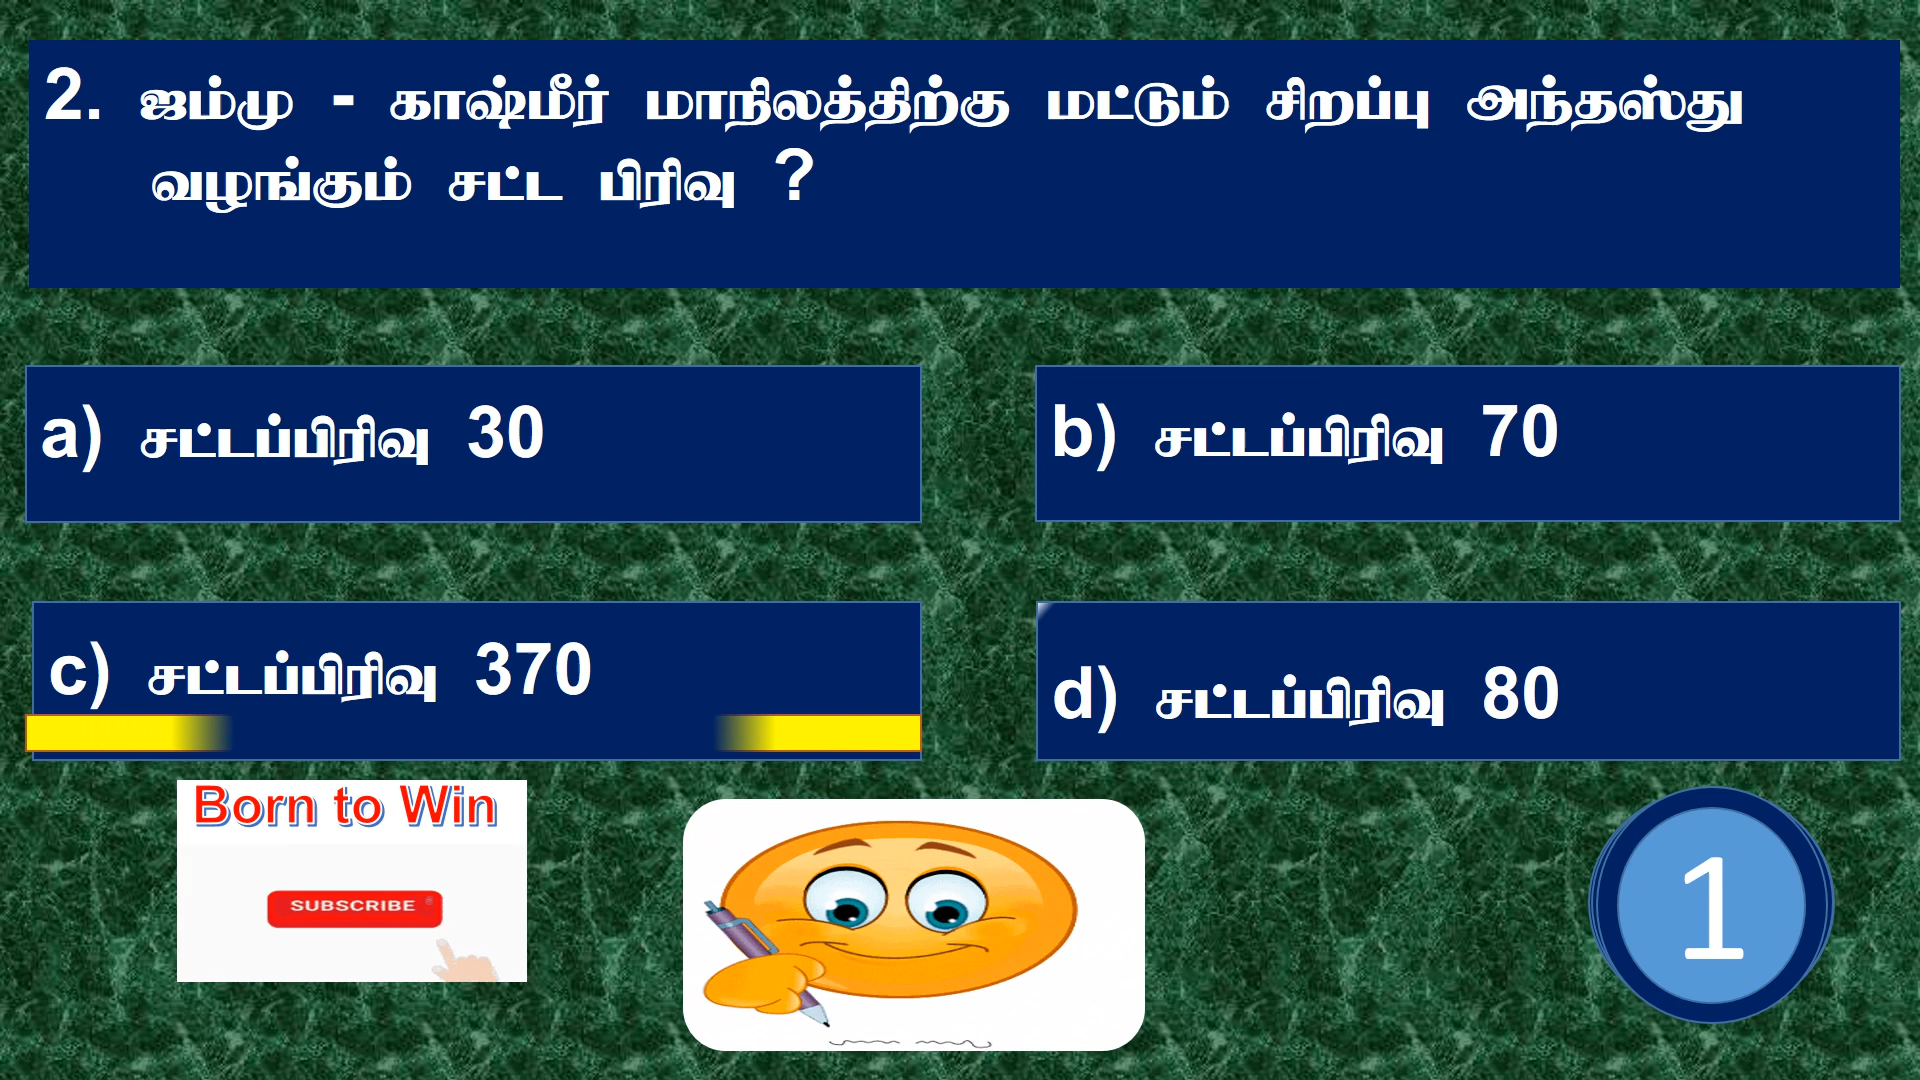 2. ஜம்மு - காஷ்மீர் மாநிலத்திற்கு மட்டும் சிறப்பு அந்தஸ்து
வழங்கும் சட்ட பிரிவு ?
a) சட்டப்பிரிவு 30
b) சட்டப்பிரிவு 70
c) சட்டப்பிரிவு 370
d) சட்டப்பிரிவு 80
Born to Win
SUBSCRIBE
1